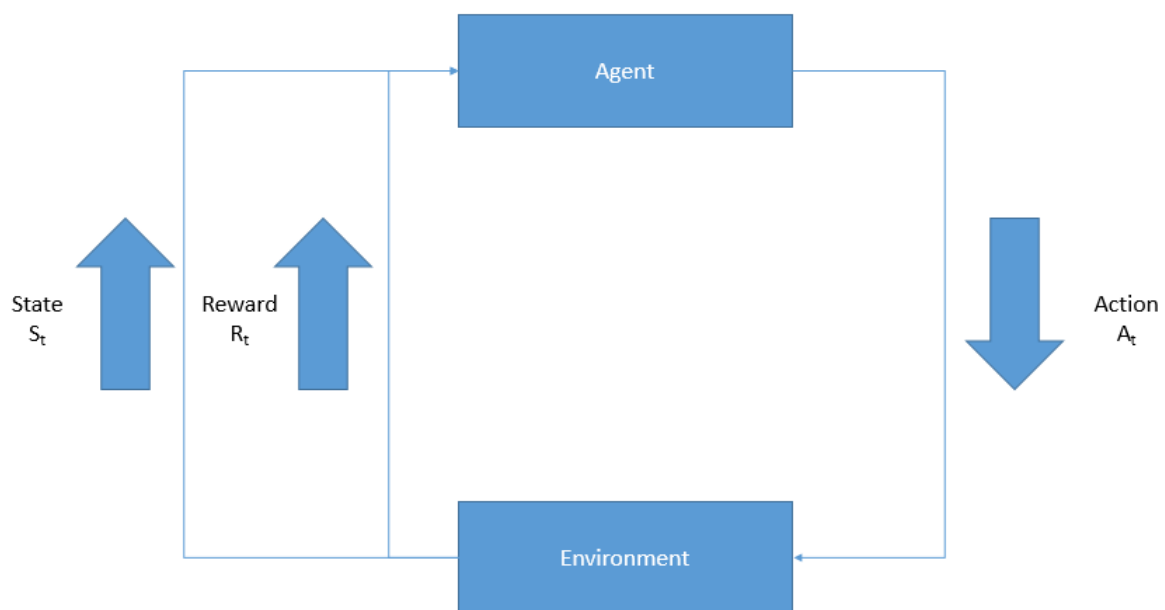 Agent
State
Sₜ
Reward
Rₜ
Action
Aₜ
Environment